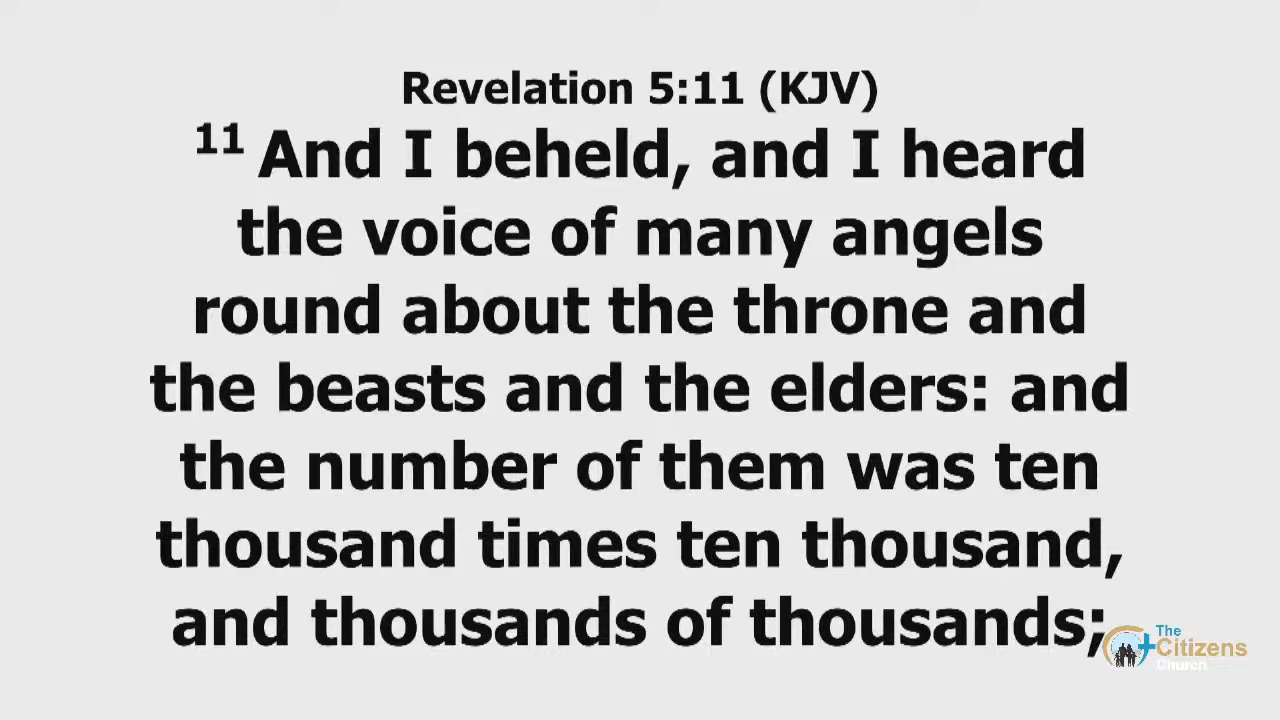 Revelation 5:11 (KJV)
11 And I beheld, and I heard
the voice of many angels
round about the throne and
the beasts and the elders: and
the number of them was ten
thousand times ten thousand,
and thousands of thousands;
The
Citizens
Church